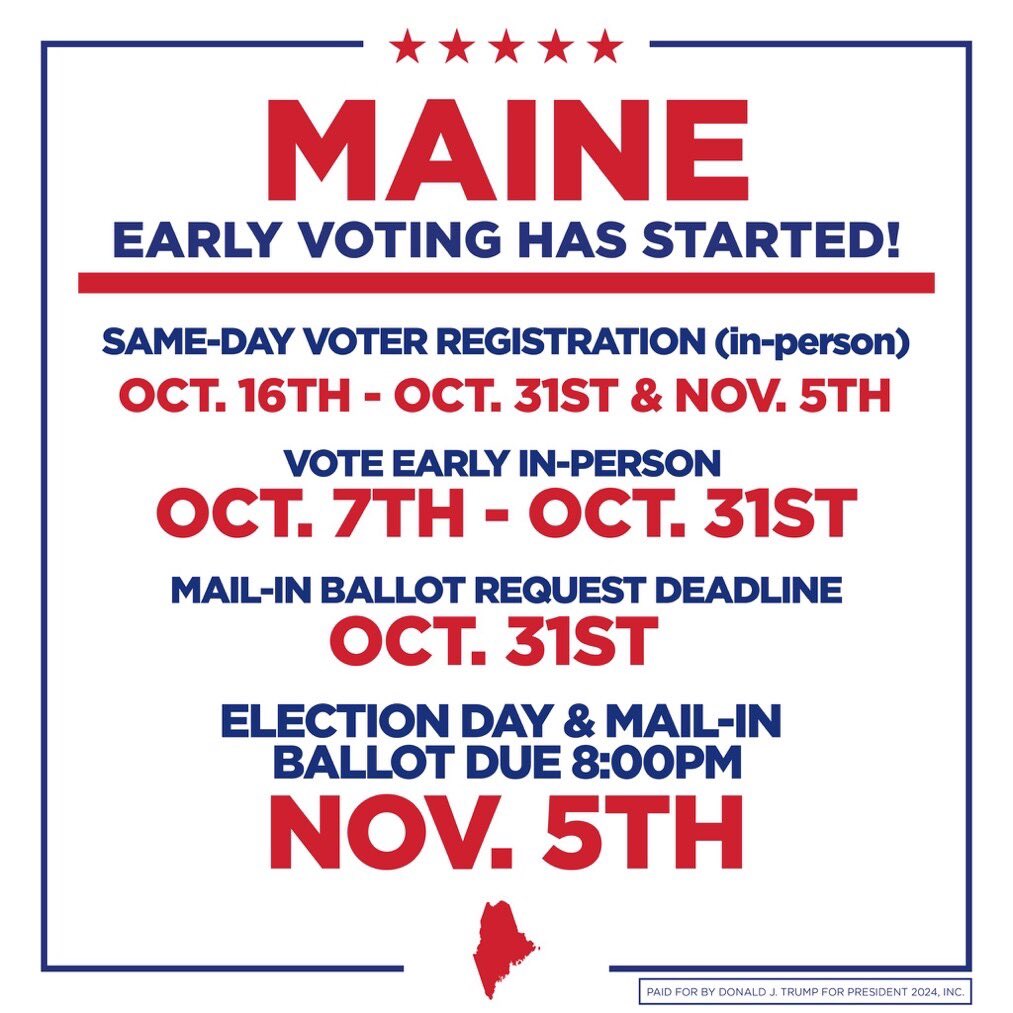 MAINE
EARLY VOTING HAS STARTED!
SAME-DAY VOTER REGISTRATION (in-person)
OCT. 16TH - OCT. 31ST & NOV. 5TH
VOTE EARLY IN-PERSON
OCT. 7TH - OCT. 31ST
MAIL-IN BALLOT REQUEST DEADLINE
OCT. 31ST
ELECTION DAY & MAIL-IN
BALLOT DUE 8:00PM
NOV. 5TH
PAID FOR BY DONALD J. TRUMP FOR PRESIDENT 2024, INC.